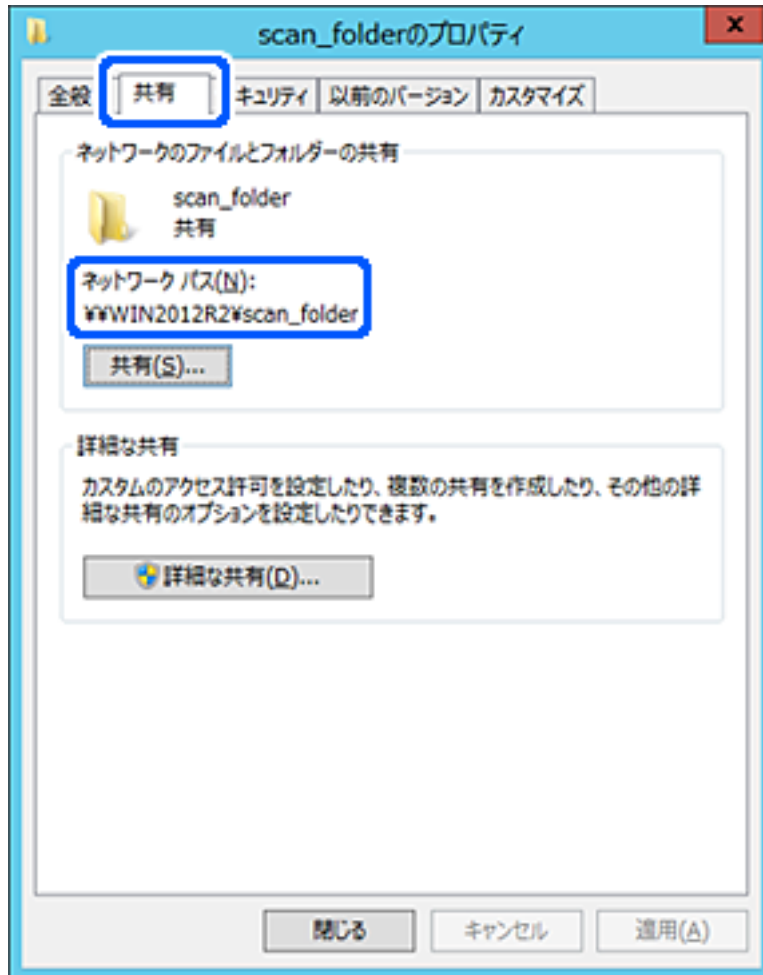 scan_folderのプロパティ
全般 共有 キュリティ 以前のバージョン カスタマイズ
ネットワークのファイルとフォルダーの共有
scan_folder
共有
ネットワーク パス(N):
¥¥WIN2012R2¥scan_folder
共有(S)...
詳細な共有
カスタムのアクセス許可を設定したり、複数の共有を作成したり、その他の詳
細な共有のオプションを設定したりできます。
詳細な共有(D)...
閉じる キャンセル 適用(A)